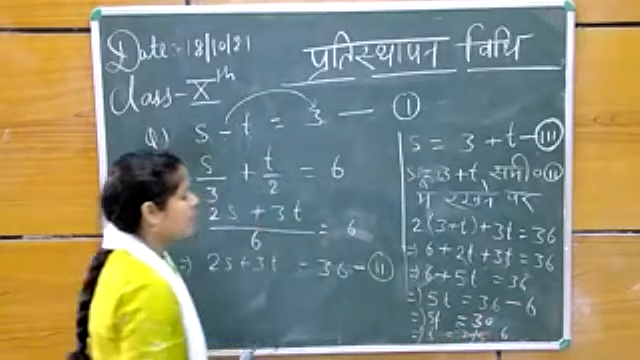 Date:-18/10/21
प्रतिस्थापन विधि
Class-Xth
Q) s - t = 3 — I
s/3 + t/2 = 6
2s + 3t / 6 = 6
=) 2s+3t = 36 - II
s = 3 + t - III
s = 3 + t, समी० II
में रखने पर
2(3+t)+3t = 36
=) 6+2t+3t = 36
=) 6+5t = 36
=) 5t = 36 - 6
=) 5t = 30